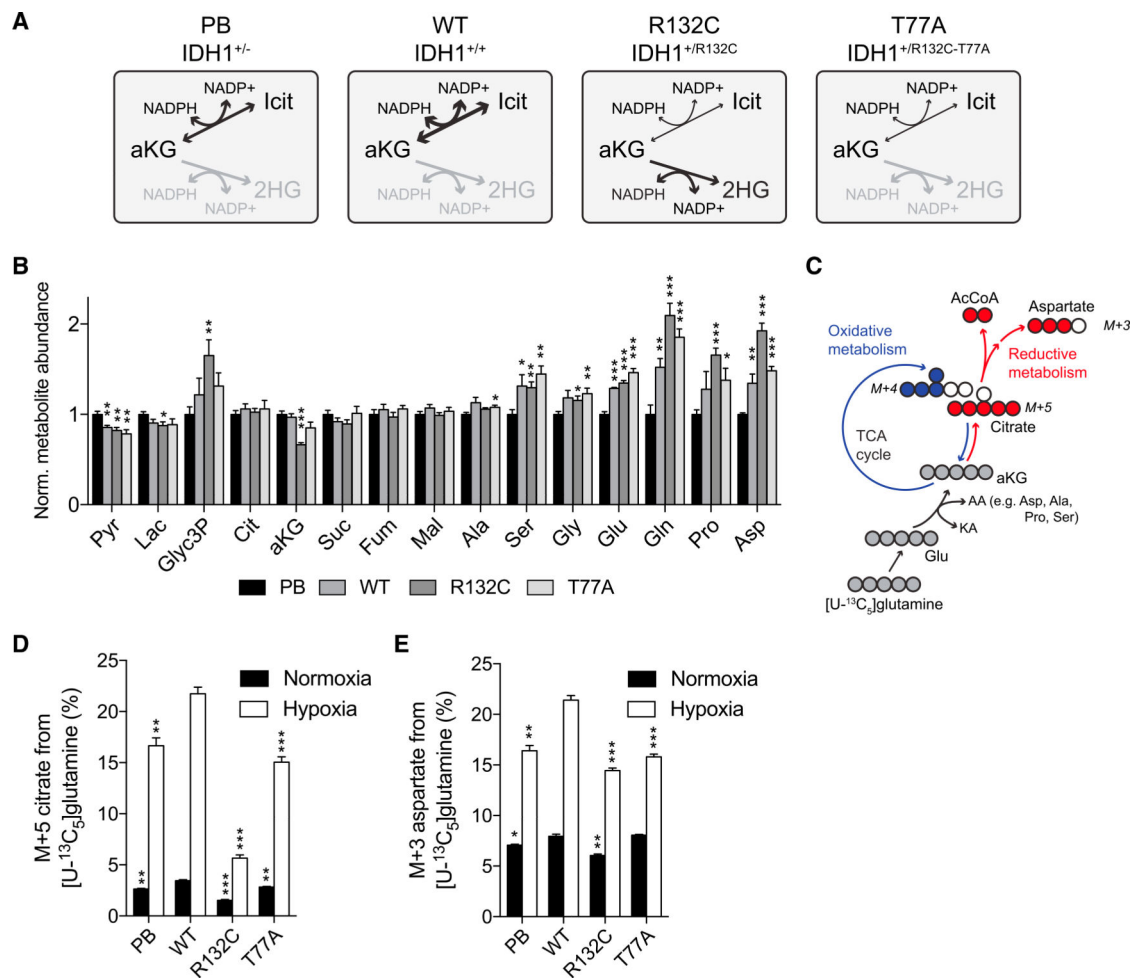 A
PB
IDH1+/-
NADPH
NADP+
Icit
aKG
NADPH
NADP+
2HG
WT
IDH1+/+
NADPH
NADP+
Icit
aKG
NADPH
NADP+
2HG
R132C
IDH1+/R132C
NADPH
NADP+
Icit
aKG
NADPH
NADP+
2HG
T77A
IDH1+/R132C-T77A
NADPH
NADP+
Icit
aKG
NADPH
NADP+
2HG
B
Norm. metabolite abundance
2
1
0
** ** **
*
**
***
*
* ** **
* *
*** *** ***
** *** ***
*** *
** *** ***
Pyr
Lac
Glyc3P
Cit
aKG
Suc
Fum
Mal
Ala
Ser
Gly
Glu
Gln
Pro
Asp
PB
WT
R132C
T77A
C
AcCoA
Aspartate
M+3
Oxidative
metabolism
Reductive
metabolism
M+4
M+5
Citrate
TCA
cycle
aKG
AA (e.g. Asp, Ala,
Pro, Ser)
KA
Glu
[U-13C5]glutamine
D
M+5 citrate from
[U-13C5]glutamine (%)
25
20
15
10
5
0
Normoxia
Hypoxia
** **
*** ***
** ***
PB
WT
R132C
T77A
E
M+3 aspartate from
[U-13C5]glutamine (%)
25
20
15
10
5
0
Normoxia
Hypoxia
* **
** ***
***
PB
WT
R132C
T77A